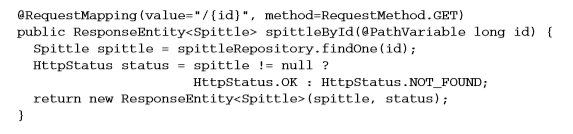 @RequestMapping(value="/{id}", method=RequestMethod.GET)
public ResponseEntity<Spittle> spittleById(@PathVariable long id) {
  Spittle spittle = spittleRepository.findOne(id);
  HttpStatus status = spittle != null ?
                      HttpStatus.OK : HttpStatus.NOT_FOUND;
  return new ResponseEntity<Spittle>(spittle, status);
}